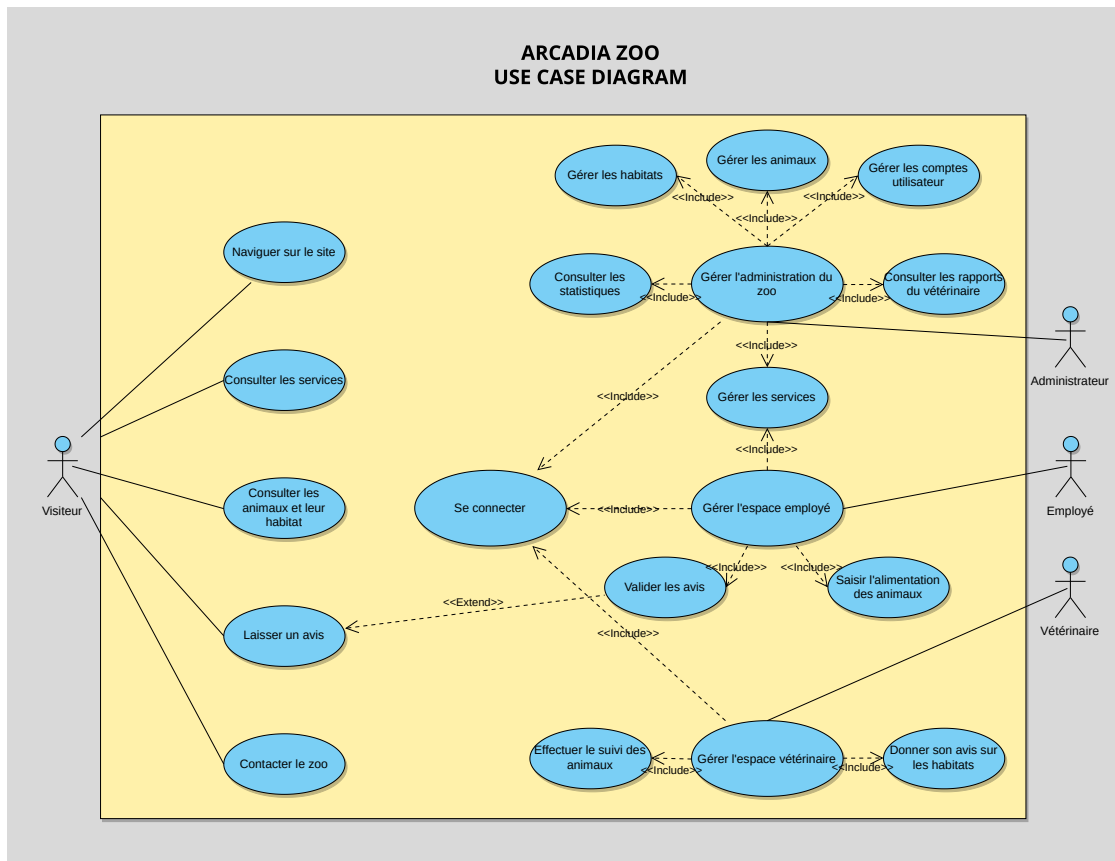 ARCADIA ZOO
USE CASE DIAGRAM
Gérer les habitats
Gérer les animaux
Gérer les comptes
utilisateur
<<Include>>
<<Include>>
<<Include>>
Naviguer sur le site
Consulter les
statistiques
<<Include>>
Gérer l'administration du
zoo
<<Include>>
Consulter les rapports
du vétérinaire
Administrateur
<<Include>>
Consulter les services
<<Include>>
Gérer les services
<<Include>>
Visiteur
Consulter les
animaux et leur
habitat
Se connecter
<<Include>>
Gérer l'espace employé
Employé
<<Include>>
<<Include>>
Valider les avis
Saisir l'alimentation
des animaux
<<Extend>>
Laisser un avis
<<Include>>
Vétérinaire
Contacter le zoo
Effectuer le suivi des
animaux
<<Include>>
Gérer l'espace vétérinaire
<<Include>>
Donner son avis sur
les habitats